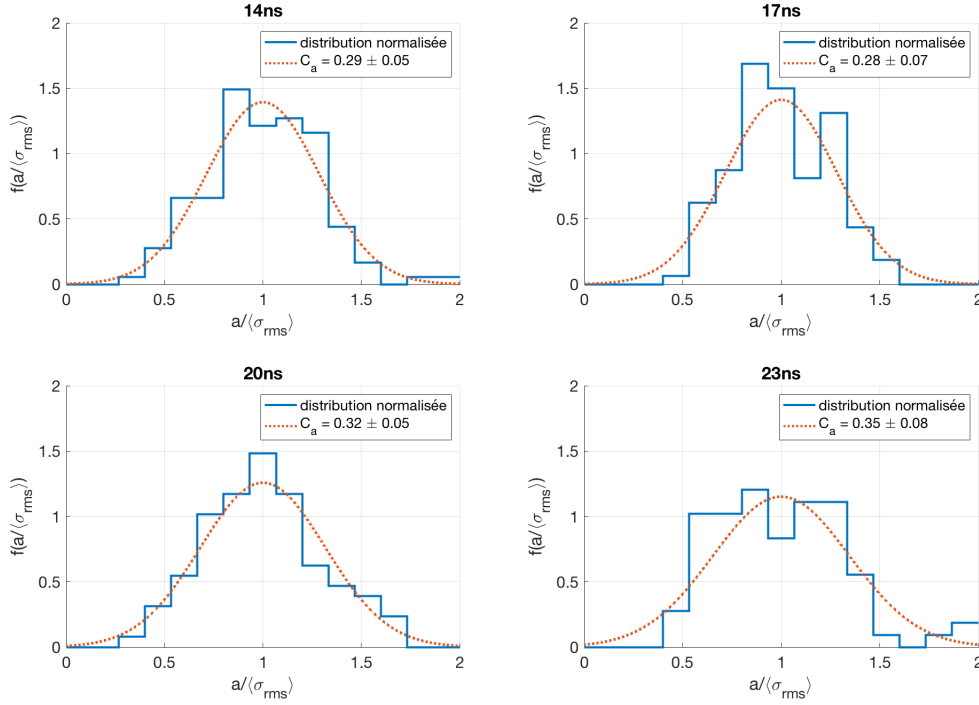 14ns
2
1.5
1
0.5
0
f(a/⟨σrms⟩)
distribution normalisée
Ca = 0.29 ± 0.05
0 0.5 1 1.5 2
a/⟨σrms⟩
17ns
2
1.5
1
0.5
0
f(a/⟨σrms⟩)
distribution normalisée
Ca = 0.28 ± 0.07
0 0.5 1 1.5 2
a/⟨σrms⟩
20ns
2
1.5
1
0.5
0
f(a/⟨σrms⟩)
distribution normalisée
Ca = 0.32 ± 0.05
0 0.5 1 1.5 2
a/⟨σrms⟩
23ns
2
1.5
1
0.5
0
f(a/⟨σrms⟩)
distribution normalisée
Ca = 0.35 ± 0.08
0 0.5 1 1.5 2
a/⟨σrms⟩